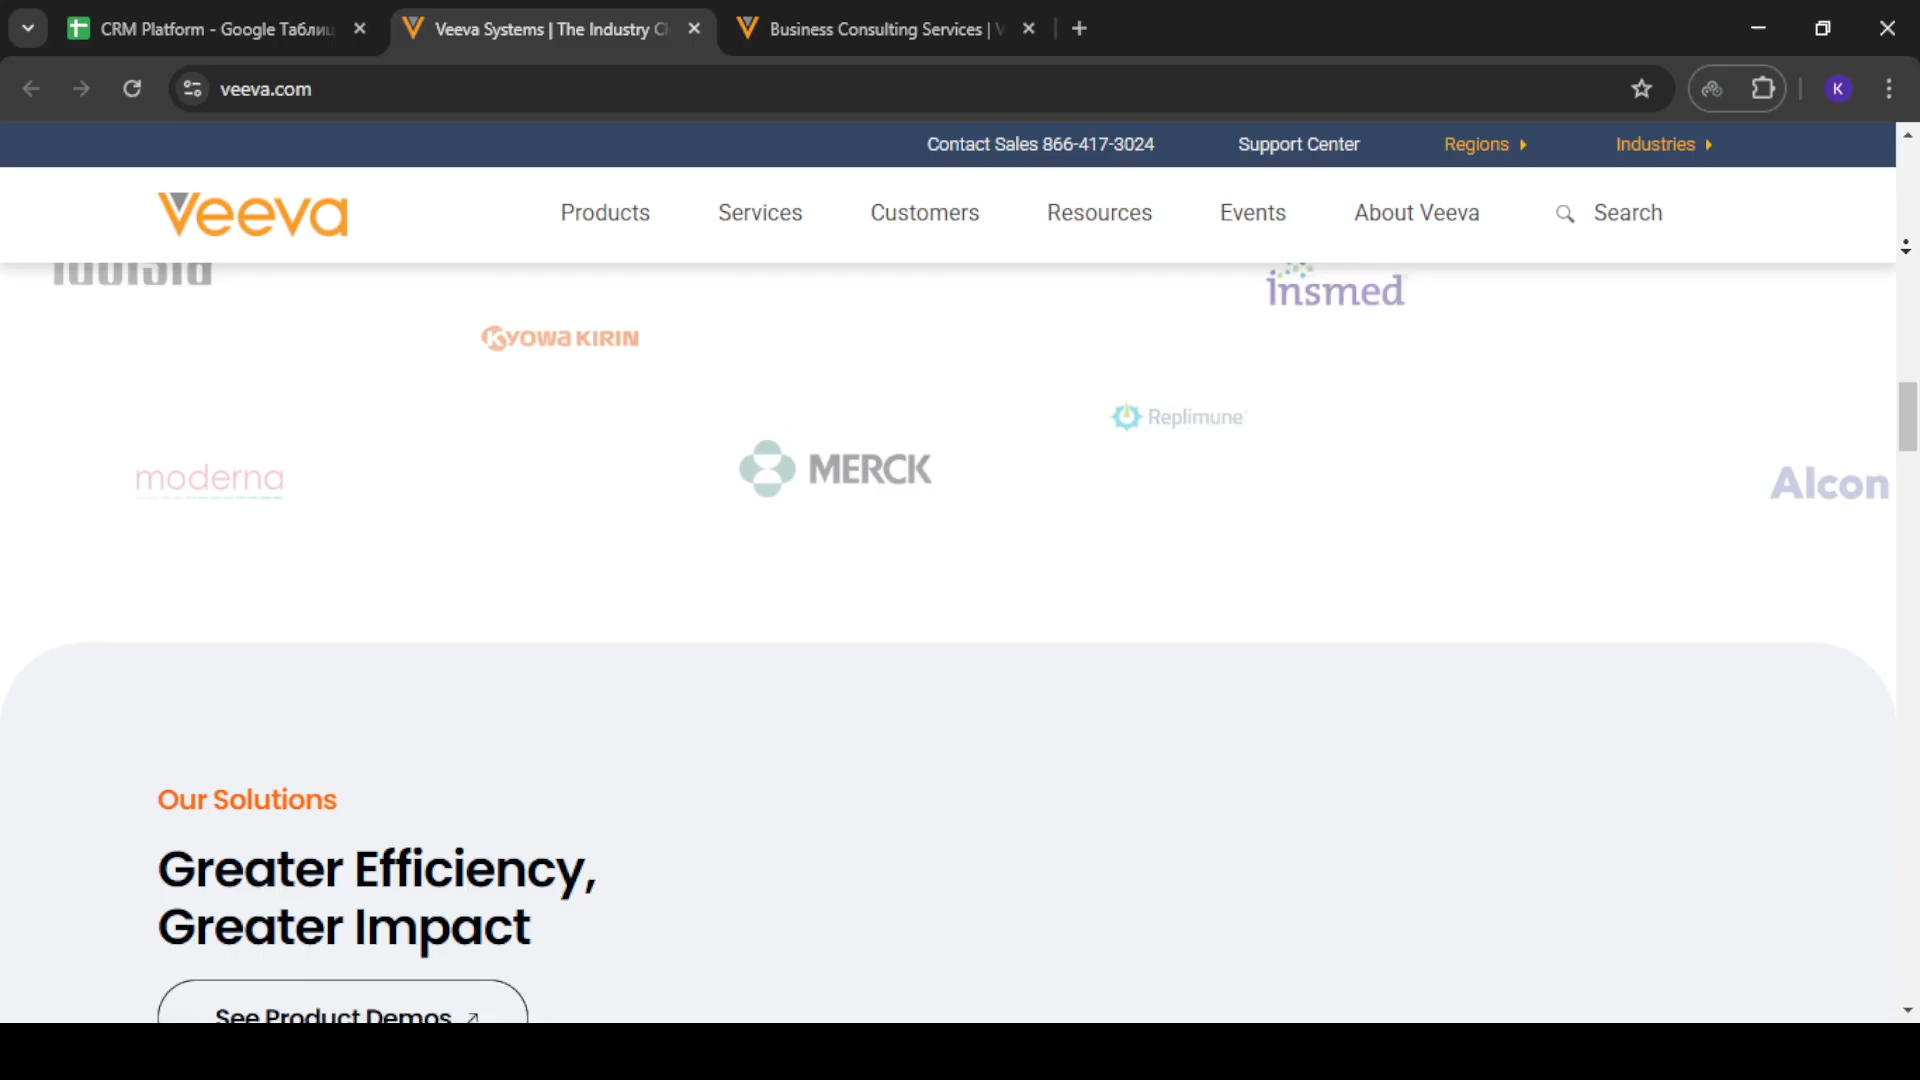 CRM Platform - Google Таблиц
Veeva Systems | The Industry Cl
Business Consulting Services | V
veeva.com
K
Contact Sales 866-417-3024
Support Center
Regions
Industries
Veeva
Products
Services
Customers
Resources
Events
About Veeva
Search
insmed
KYOWA KIRIN
Replimune
moderna
MERCK
Alcon
Our Solutions
Greater Efficiency,
Greater Impact
See Product Demos